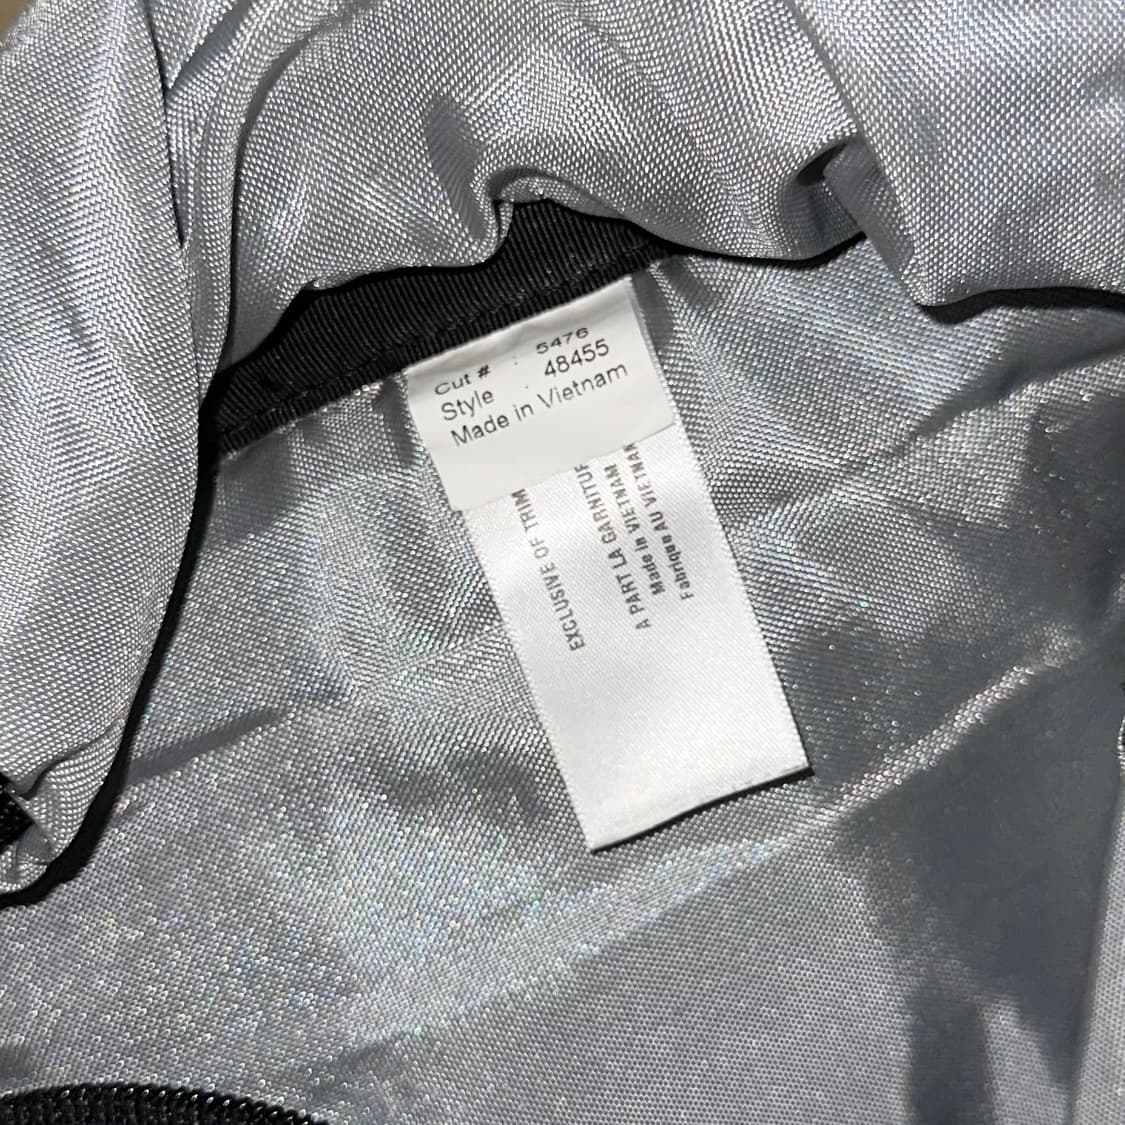 Cut # : 5476
Style : 48455
Made in Vietnam
EXCLUSIVE OF TRIM
A PART LA GARNITUR
Made in VIETNAM
Fabrique AU VIETNAM